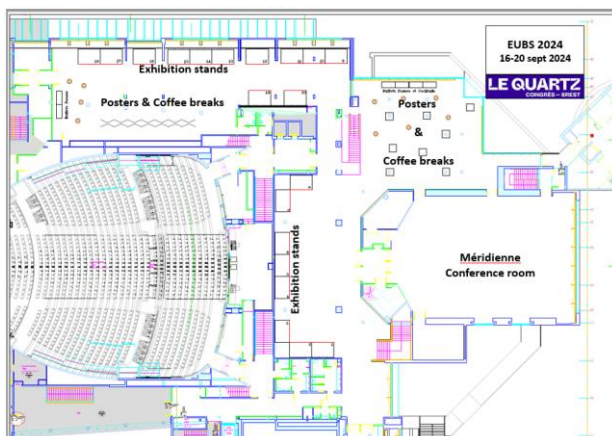 EUBS 2024
16-20 sept 2024
LE QUARTZ
CONGRÈS — BREST
Exhibition stands
Posters & Coffee breaks
Posters
&
Coffee breaks
Exhibition stands
Méridienne
Conference room